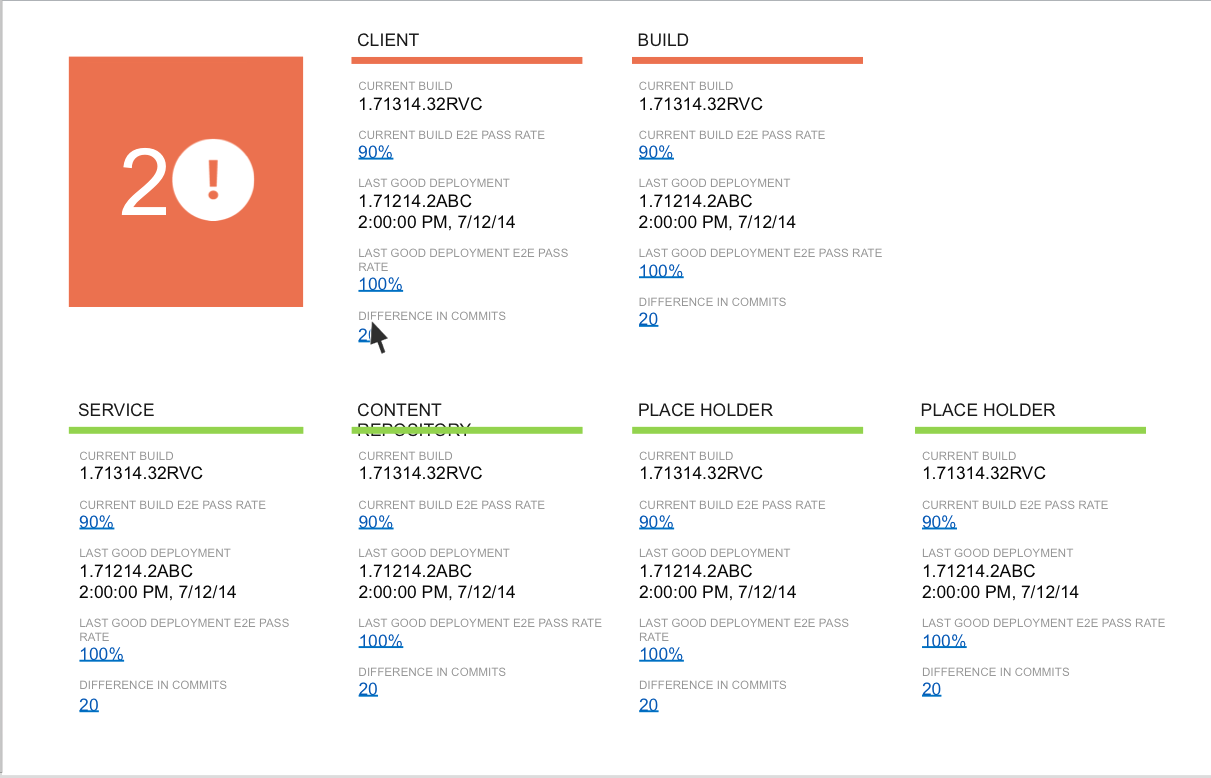 2!
CLIENT
CURRENT BUILD
1.71314.32RVC
CURRENT BUILD E2E PASS RATE
90%
LAST GOOD DEPLOYMENT
1.71214.2ABC
2:00:00 PM, 7/12/14
LAST GOOD DEPLOYMENT E2E PASS
RATE
100%
DIFFERENCE IN COMMITS
2
BUILD
CURRENT BUILD
1.71314.32RVC
CURRENT BUILD E2E PASS RATE
90%
LAST GOOD DEPLOYMENT
1.71214.2ABC
2:00:00 PM, 7/12/14
LAST GOOD DEPLOYMENT E2E PASS RATE
100%
DIFFERENCE IN COMMITS
20
SERVICE
CURRENT BUILD
1.71314.32RVC
CURRENT BUILD E2E PASS RATE
90%
LAST GOOD DEPLOYMENT
1.71214.2ABC
2:00:00 PM, 7/12/14
LAST GOOD DEPLOYMENT E2E PASS
RATE
100%
DIFFERENCE IN COMMITS
20
CONTENT
REPOSITORY
CURRENT BUILD
1.71314.32RVC
CURRENT BUILD E2E PASS RATE
90%
LAST GOOD DEPLOYMENT
1.71214.2ABC
2:00:00 PM, 7/12/14
LAST GOOD DEPLOYMENT E2E PASS RATE
100%
DIFFERENCE IN COMMITS
20
PLACE HOLDER
CURRENT BUILD
1.71314.32RVC
CURRENT BUILD E2E PASS RATE
90%
LAST GOOD DEPLOYMENT
1.71214.2ABC
2:00:00 PM, 7/12/14
LAST GOOD DEPLOYMENT E2E PASS
RATE
100%
DIFFERENCE IN COMMITS
20
PLACE HOLDER
CURRENT BUILD
1.71314.32RVC
CURRENT BUILD E2E PASS RATE
90%
LAST GOOD DEPLOYMENT
1.71214.2ABC
2:00:00 PM, 7/12/14
LAST GOOD DEPLOYMENT E2E PASS RATE
100%
DIFFERENCE IN COMMITS
20